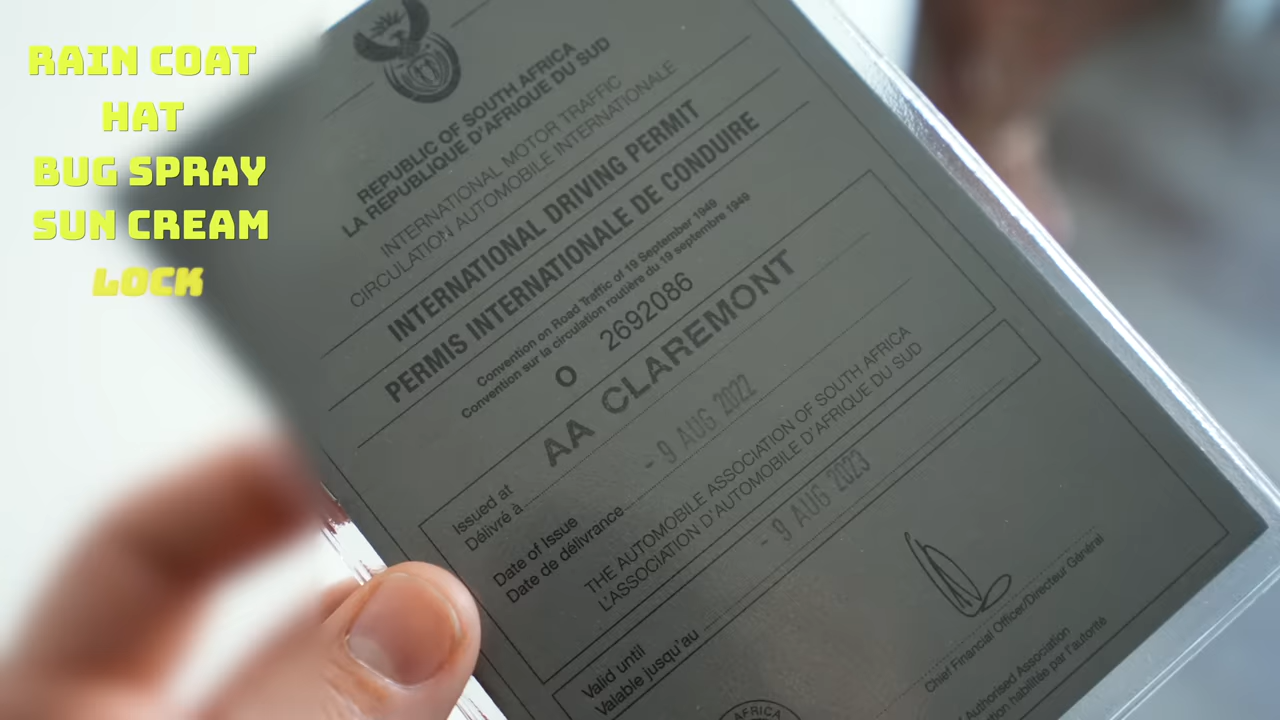 RAIN COAT
HAT
BUG SPRAY
SUN CREAM
LOCK
REPUBLIC OF SOUTH AFRICA
LA REPUBLIQUE D'AFRIQUE DU SUD
INTERNATIONAL MOTOR TRAFFIC
CIRCULATION AUTOMOBILE INTERNATIONALE
INTERNATIONAL DRIVING PERMIT
PERMIS INTERNATIONALE DE CONDUIRE
Convention on Road Traffic of 19 September 1949
Convention sur la circulation routière du 19 septembre 1949
O 2692086
Issued at AA CLAREMONT
Délivré à
Date of Issue - 9 AUG 2022
Date de délivrance
THE AUTOMOBILE ASSOCIATION OF SOUTH AFRICA
L'ASSOCIATION D'AUTOMOBILE D'AFRIQUE DU SUD
Valid until - 9 AUG 2023
Valable jusqu'au
Chief Financial Officer/Directeur Général
Authorised Association
habilitée par l'autorité
AFRICA